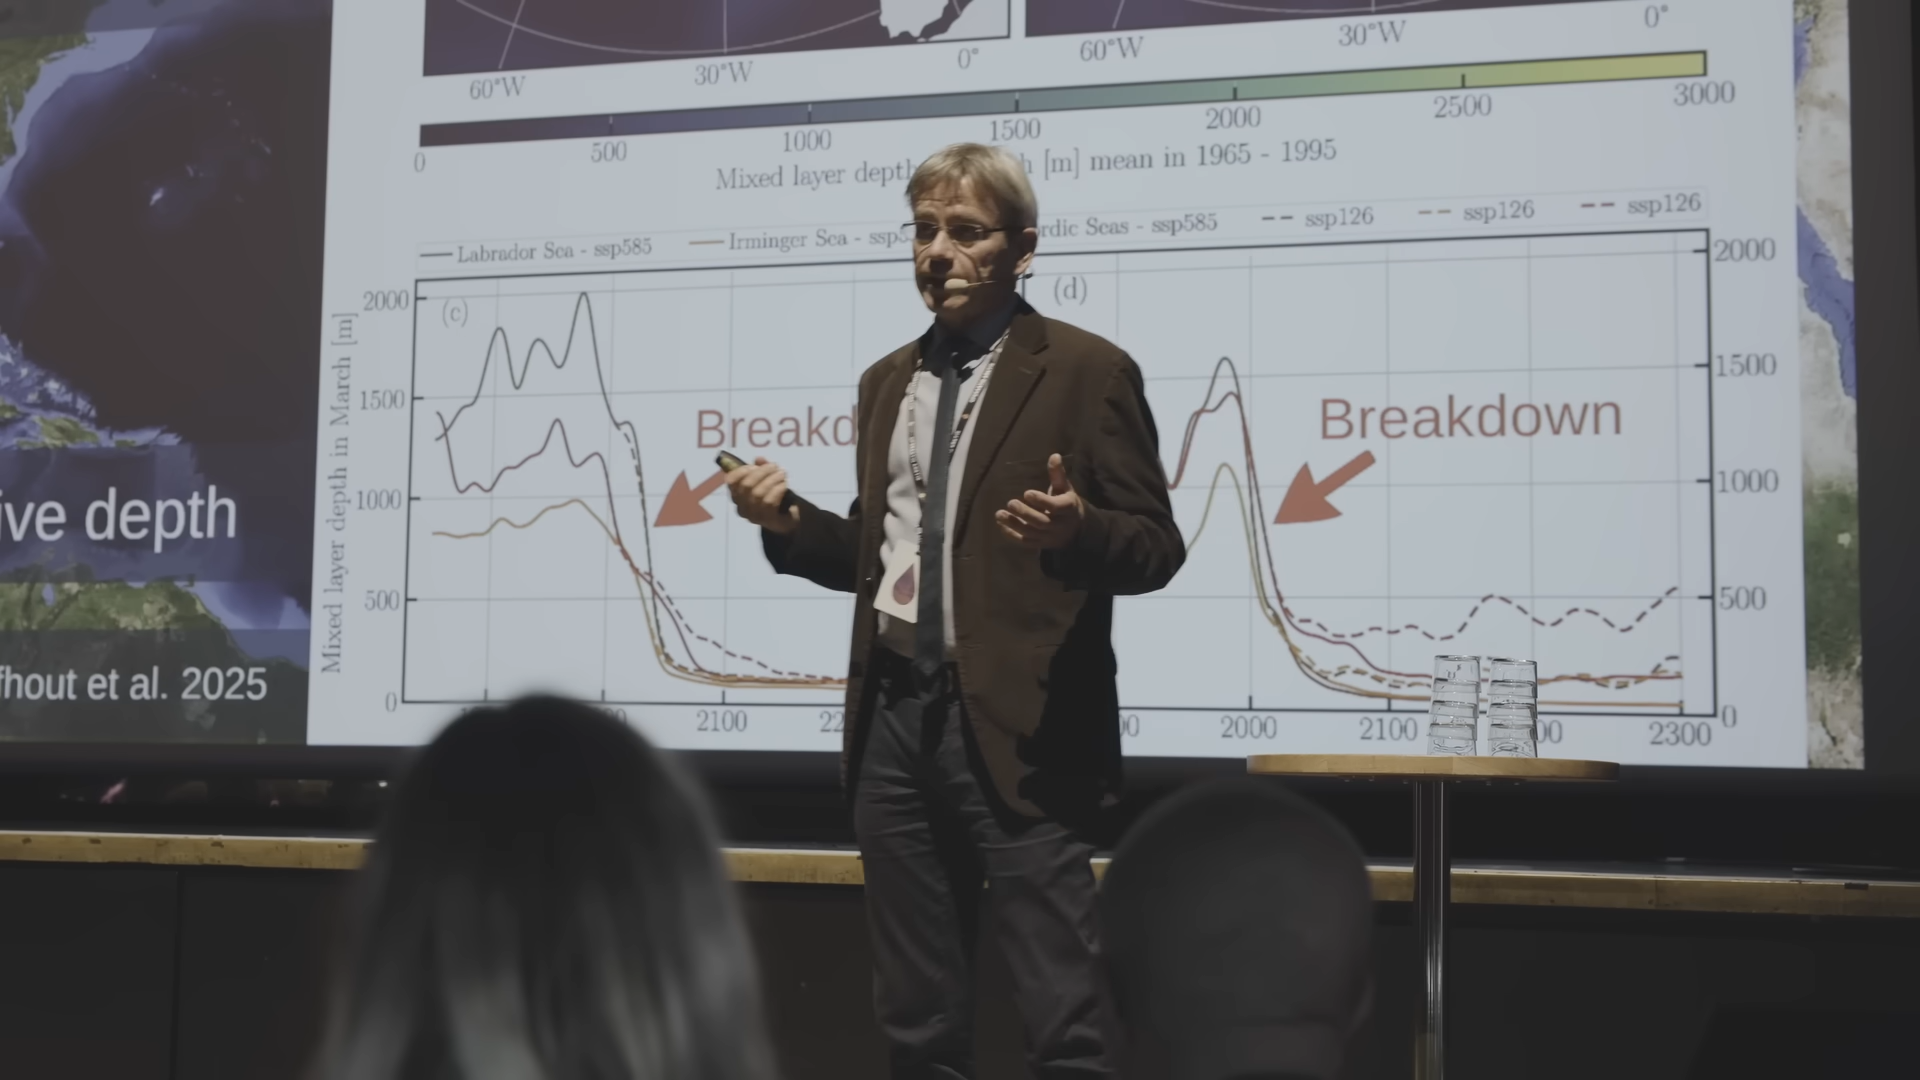 60°W 30°W 0° 60°W 30°W 0°
0 500 1000 1500 2000 2500 3000
Mixed layer depth [m] mean in 1965 - 1995
Labrador Sea - ssp585 Irminger Sea - Seas - ssp585 ssp126 ssp126 ssp126
Mixed layer depth in March [m]
(c) (d)
2000
1500
1000
500
0
2000
1500
1000
500
0
Breakd
Breakdown
2100 2000 2100 2300
ive depth
fhout et al. 2025